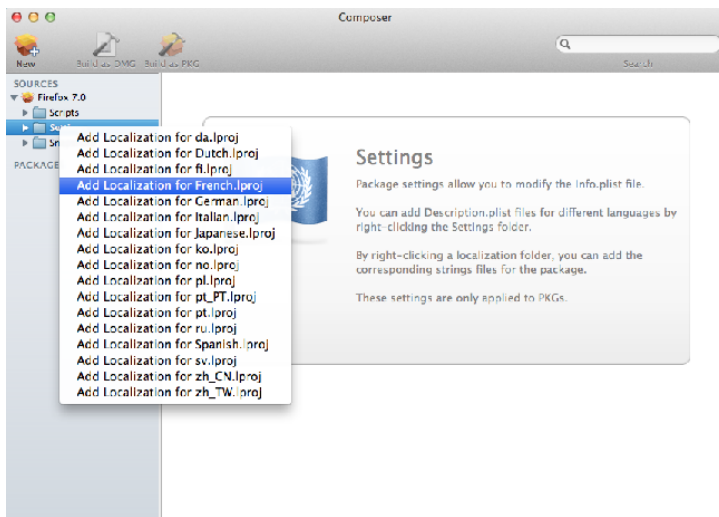 Composer
New
Build as DMG
Build as PKG
Search
SOURCES
Firefox 7.0
Scripts
PACKAGE
Add Localization for da.lproj
Add Localization for Dutch.lproj
Add Localization for fi.lproj
Add Localization for French.lproj
Add Localization for German.lproj
Add Localization for Italian.lproj
Add Localization for Japanese.lproj
Add Localization for ko.lproj
Add Localization for no.lproj
Add Localization for pl.lproj
Add Localization for pt_PT.lproj
Add Localization for pt.lproj
Add Localization for ru.lproj
Add Localization for Spanish.lproj
Add Localization for sv.lproj
Add Localization for zh_CN.lproj
Add Localization for zh_TW.lproj
Settings
Package settings allow you to modify the Info.plist file.
You can add Description.plist files for different languages by
right-clicking the Settings folder.
By right-clicking a localization folder, you can add the
corresponding strings files for the package.
These settings are only applied to PKGs.